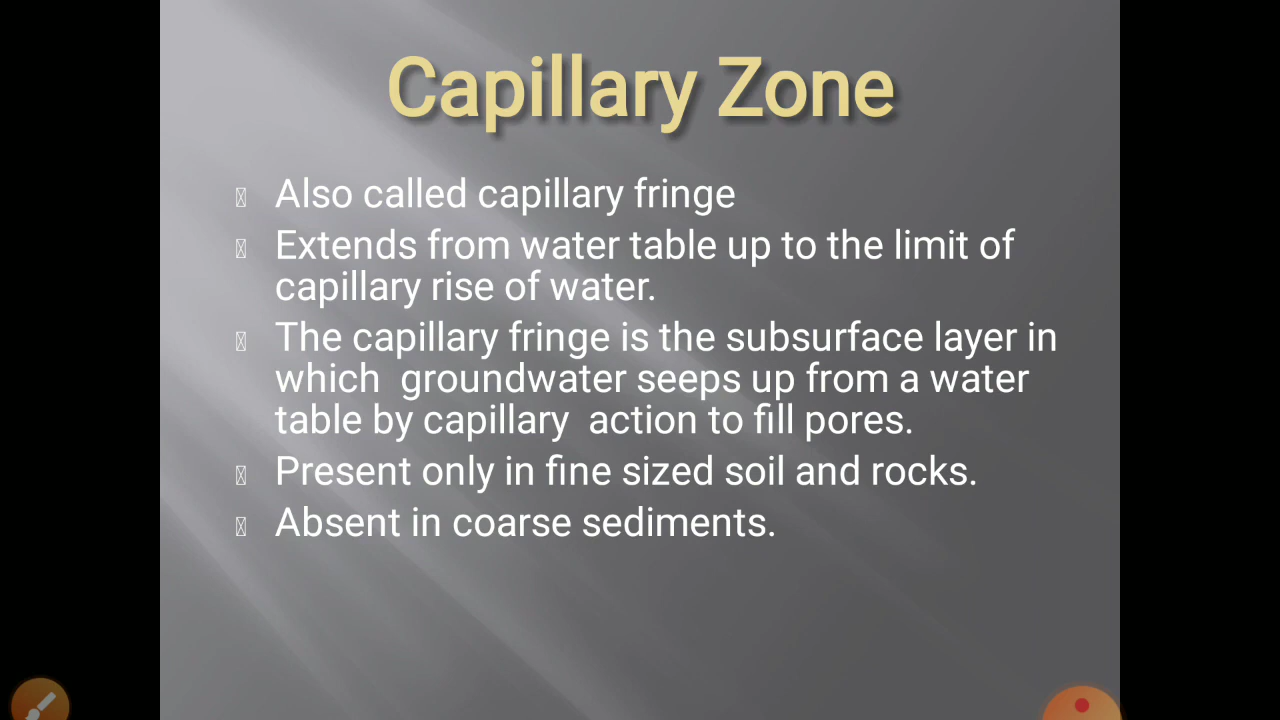 Capillary Zone
Also called capillary fringe
Extends from water table up to the limit of
capillary rise of water.
The capillary fringe is the subsurface layer in
which  groundwater seeps up from a water
table by capillary  action to fill pores.
Present only in fine sized soil and rocks.
Absent in coarse sediments.